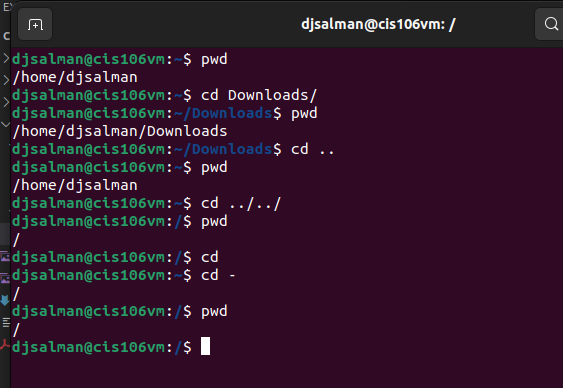 EX
djsalman@cis106vm: /
C
djsalman@cis106vm:~$ pwd
/home/djsalman
djsalman@cis106vm:~$ cd Downloads/
djsalman@cis106vm:~/Downloads$ pwd
/home/djsalman/Downloads
djsalman@cis106vm:~/Downloads$ cd ..
djsalman@cis106vm:~$ pwd
/home/djsalman
djsalman@cis106vm:~$ cd ../../
djsalman@cis106vm:/$ pwd
/
djsalman@cis106vm:/$ cd
djsalman@cis106vm:~$ cd -
/
djsalman@cis106vm:/$ pwd
/
djsalman@cis106vm:/$